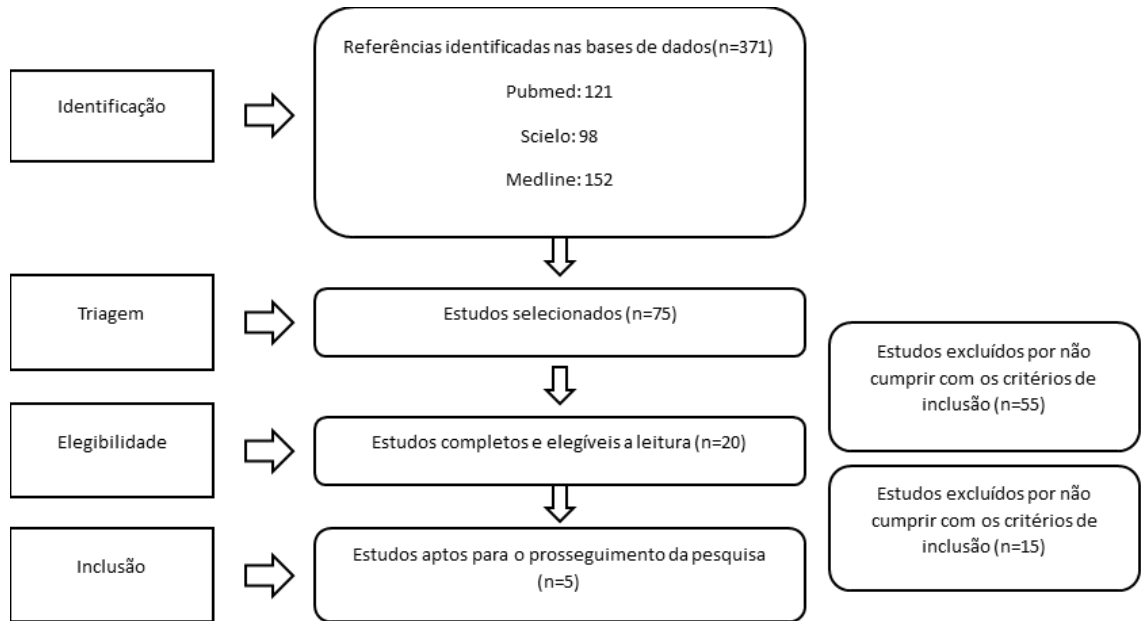 Identificação
Referências identificadas nas bases de dados(n=371)
Pubmed: 121
Scielo: 98
Medline: 152
Triagem
Estudos selecionados (n=75)
Estudos excluídos por não
cumprir com os critérios de
inclusão (n=55)
Elegibilidade
Estudos completos e elegíveis a leitura (n=20)
Estudos excluídos por não
cumprir com os critérios de
inclusão (n=15)
Inclusão
Estudos aptos para o prosseguimento da pesquisa
(n=5)